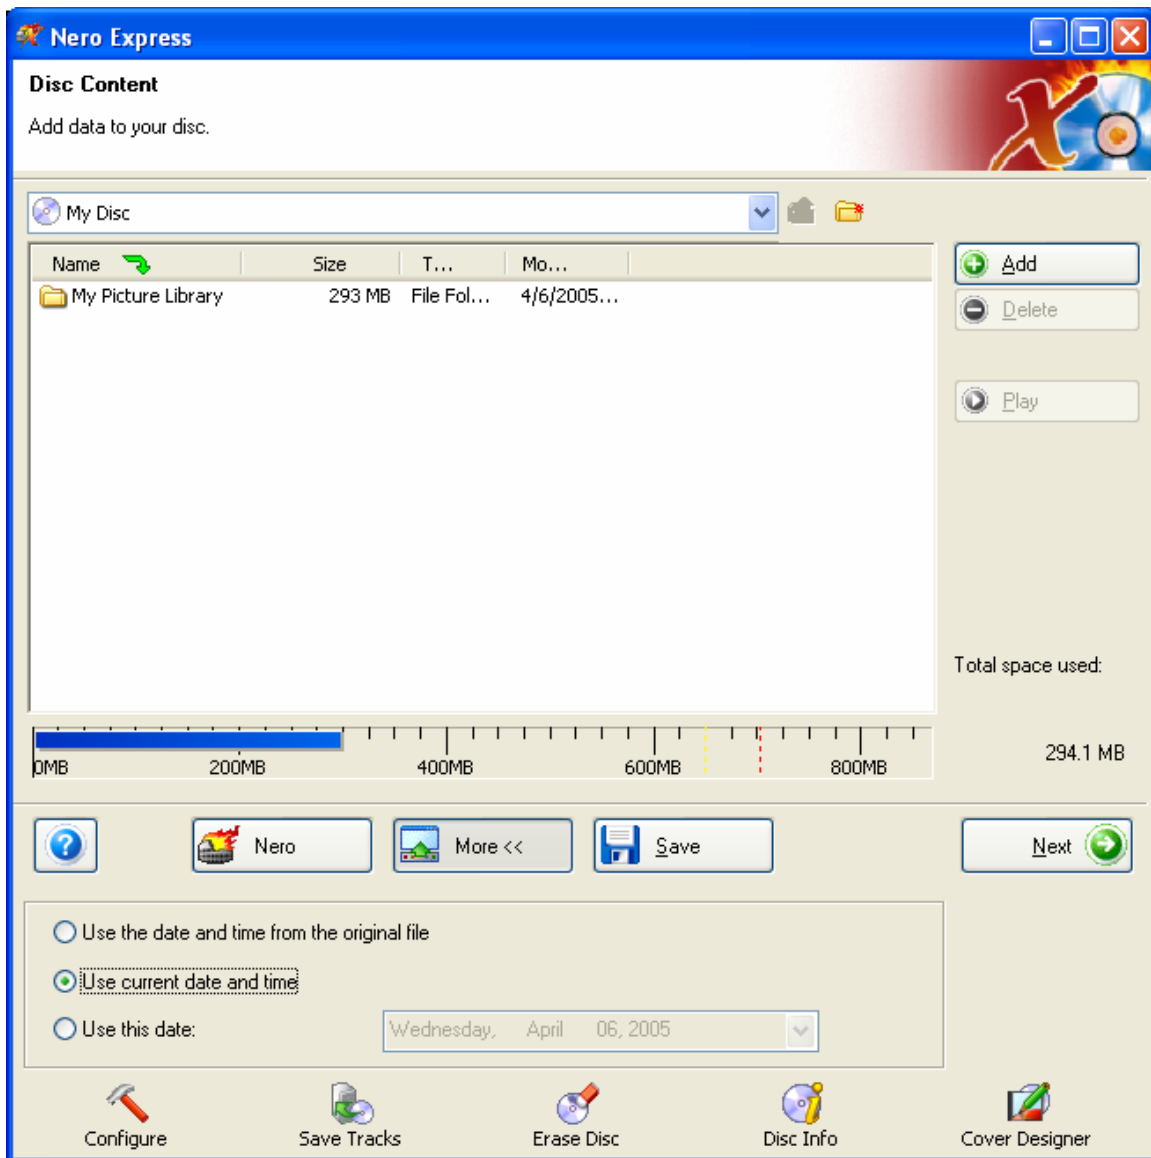 Nero Express
Disc Content
Add data to your disc.
My Disc
Name Size T... Mo...
My Picture Library 293 MB File Fol... 4/6/2005...
Add
Delete
Play
Total space used:
294.1 MB
0MB 200MB 400MB 600MB 800MB
Nero More << Save Next
Use the date and time from the original file
Use current date and time
Use this date: Wednesday, April 06, 2005
Configure Save Tracks Erase Disc Disc Info Cover Designer